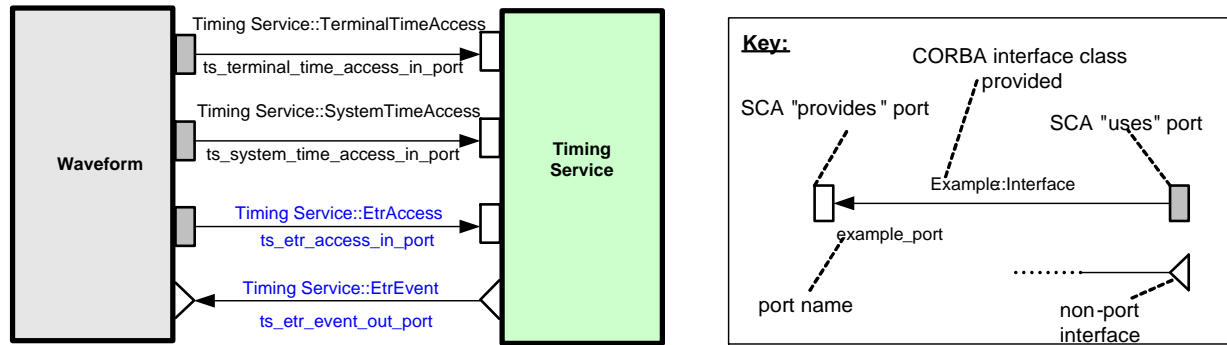 Timing Service::TerminalTimeAccess
ts_terminal_time_access_in_port
Timing Service::SystemTimeAccess
ts_system_time_access_in_port
Waveform
Timing
Service
Timing Service::EtrAccess
ts_etr_access_in_port
Timing Service::EtrEvent
ts_etr_event_out_port
Key:
CORBA interface class
provided
SCA "provides" port
SCA "uses" port
Example::Interface
example_port
port name
non-port
interface